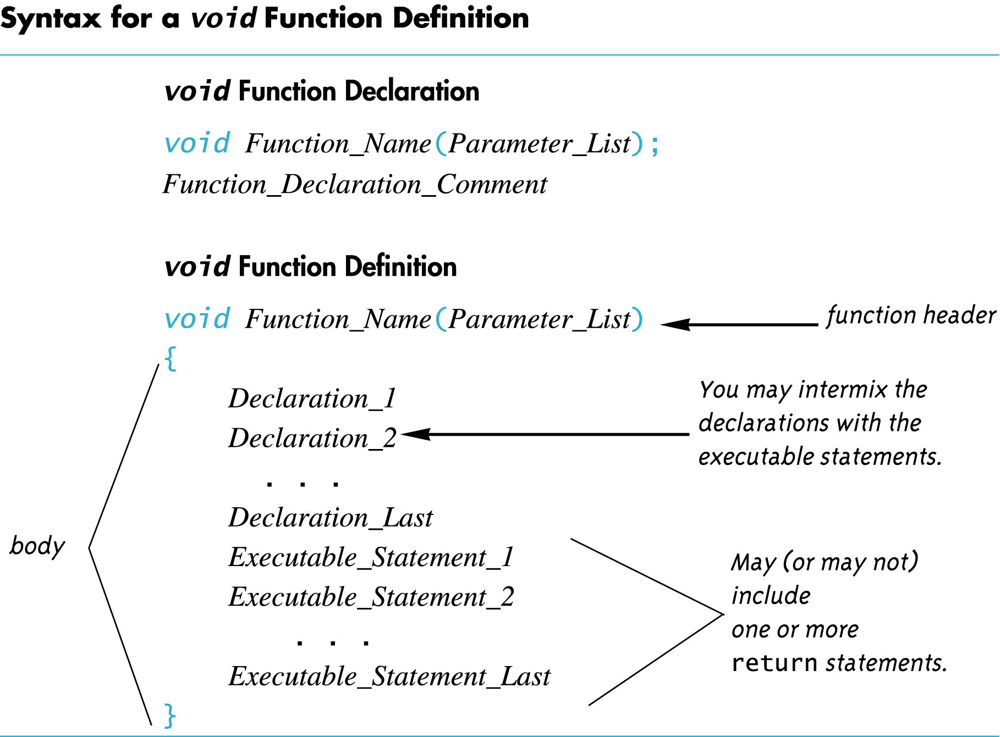 Syntax for a void Function Definition
void Function Declaration
void Function_Name(Parameter_List);
Function_Declaration_Comment
void Function Definition
void Function_Name(Parameter_List)
function header
{
Declaration_1
Declaration_2
You may intermix the
declarations with the
executable statements.
. . .
Declaration_Last
body
Executable_Statement_1
Executable_Statement_2
. . .
Executable_Statement_Last
May (or may not)
include
one or more
return statements.
}